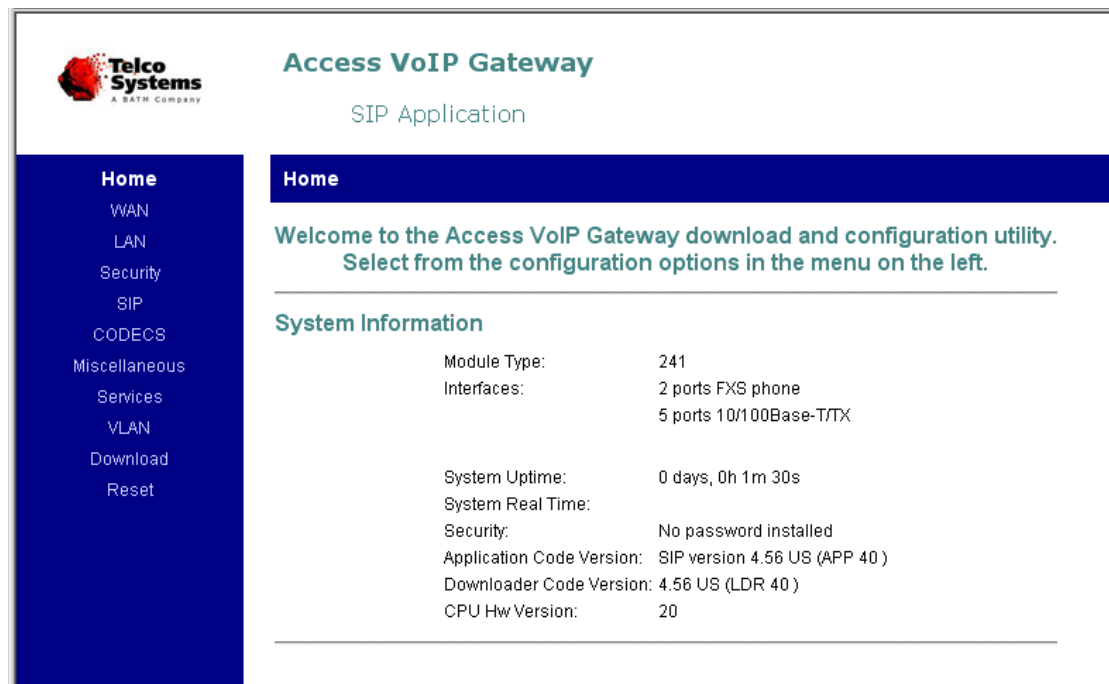 Telco
Systems
A BATM Company
Access VoIP Gateway
SIP Application
Home
WAN
LAN
Security
SIP
CODECS
Miscellaneous
Services
VLAN
Download
Reset
Home
Welcome to the Access VoIP Gateway download and configuration utility.
Select from the configuration options in the menu on the left.
System Information
Module Type: 241
Interfaces: 2 ports FXS phone
5 ports 10/100Base-T/TX
System Uptime: 0 days, 0h 1m 30s
System Real Time:
Security: No password installed
Application Code Version: SIP version 4.56 US (APP 40 )
Downloader Code Version: 4.56 US (LDR 40 )
CPU Hw Version: 20